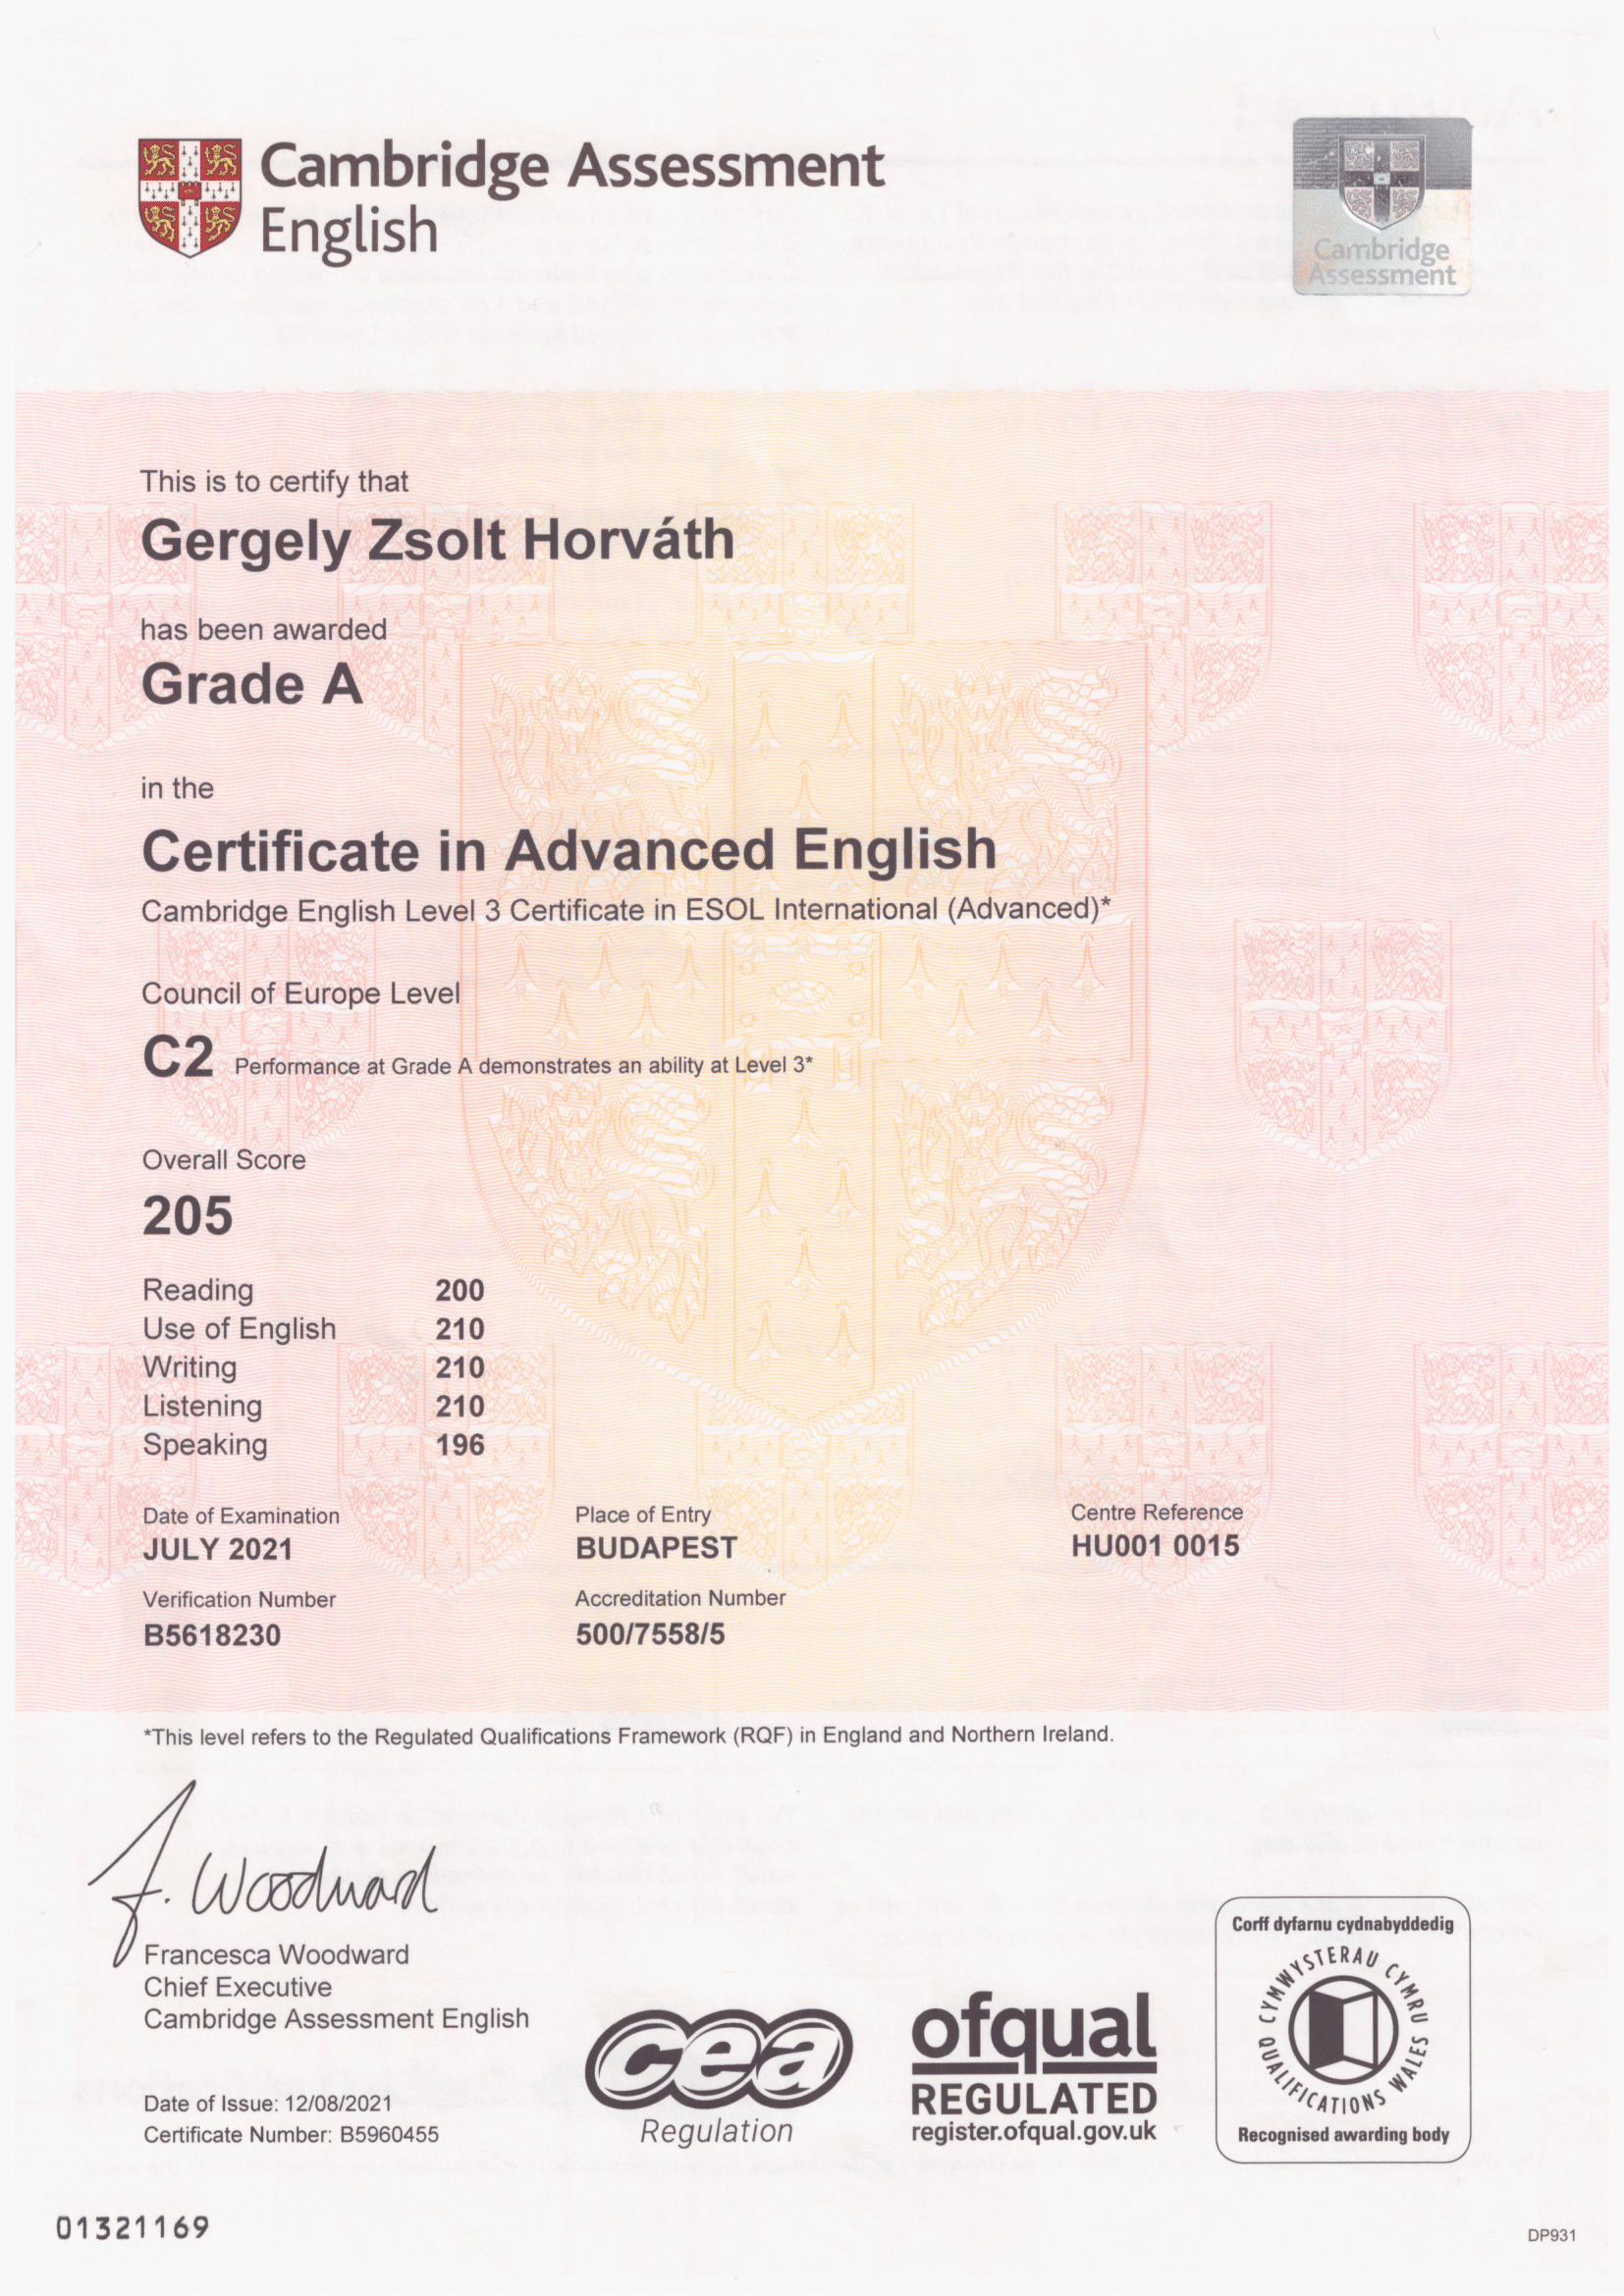 Cambridge Assessment
English
Cambridge
Assessment
This is to certify that
Gergely Zsolt Horváth
has been awarded
Grade A
in the
Certificate in Advanced English
Cambridge English Level 3 Certificate in ESOL International (Advanced)*
Council of Europe Level
C2 Performance at Grade A demonstrates an ability at Level 3*
Overall Score
205
Reading 200
Use of English 210
Writing 210
Listening 210
Speaking 196
Date of Examination Place of Entry Centre Reference
JULY 2021 BUDAPEST HU001 0015
Verification Number Accreditation Number
B5618230 500/7558/5
*This level refers to the Regulated Qualifications Framework (RQF) in England and Northern Ireland.
F. Woodward
Francesca Woodward
Chief Executive
Cambridge Assessment English
Date of Issue: 12/08/2021
Certificate Number: B5960455
cea
Regulation
ofqual
REGULATED
register.ofqual.gov.uk
Corff dyfarnu cydnabyddedig
CYMWYSTERAU CYMRU
QUALIFICATIONS WALES
Recognised awarding body
01321169
DP931